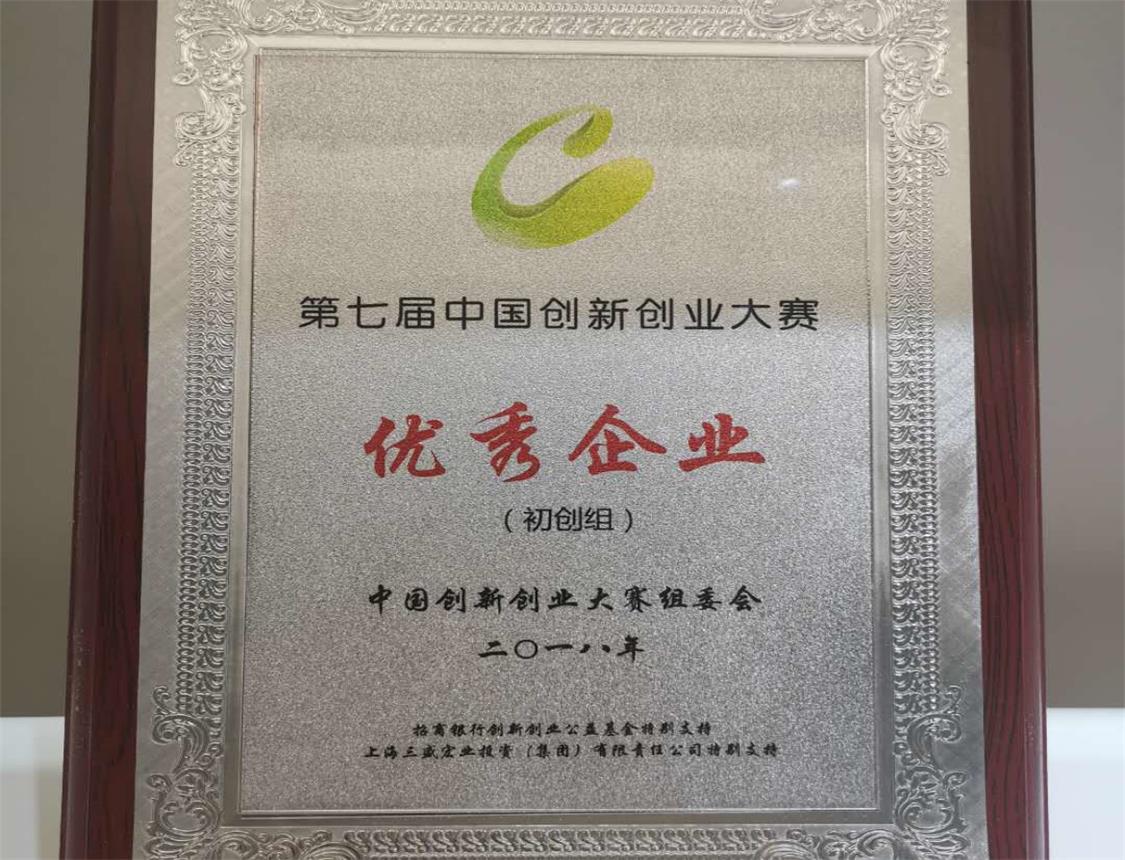 第七届中国创新创业大赛
优秀企业
（初创组）
中国创新创业大赛组委会
二〇一八年
招商银行创新创业公益基金特别支持
上海三盛宏业投资（集团）有限责任公司特别支持